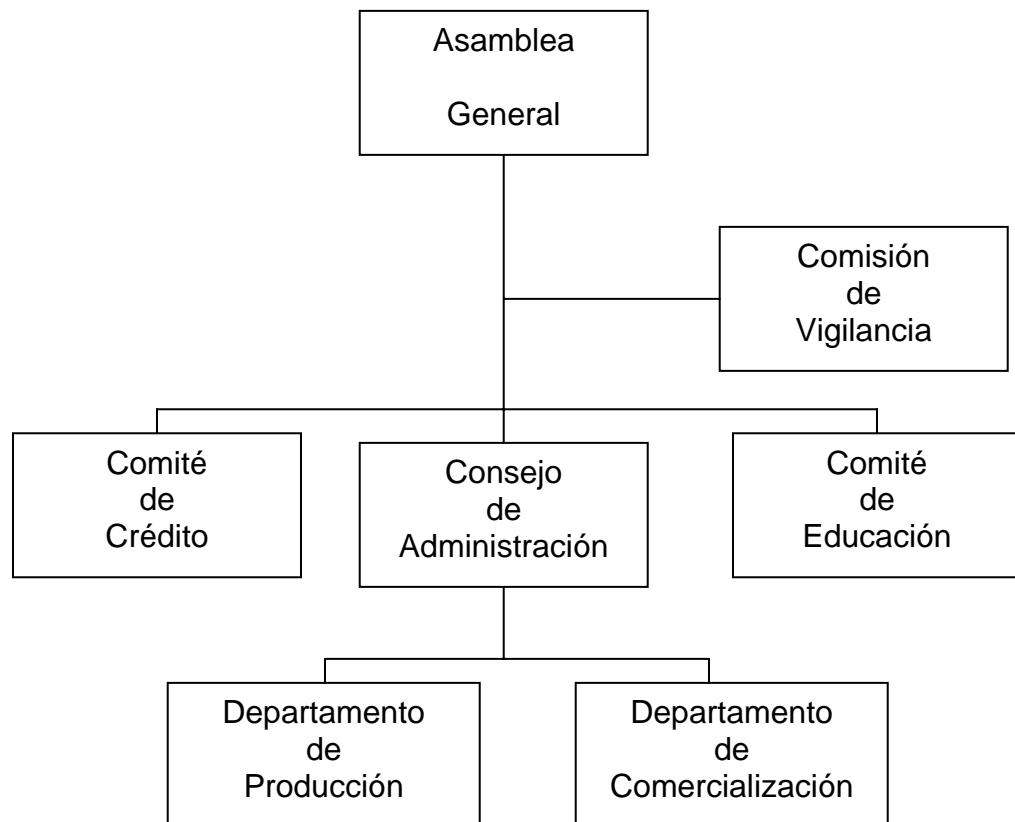 Asamblea
General
Comisión
de
Vigilancia
Comité
de
Crédito
Consejo
de
Administración
Comité
de
Educación
Departamento
de
Producción
Departamento
de
Comercialización